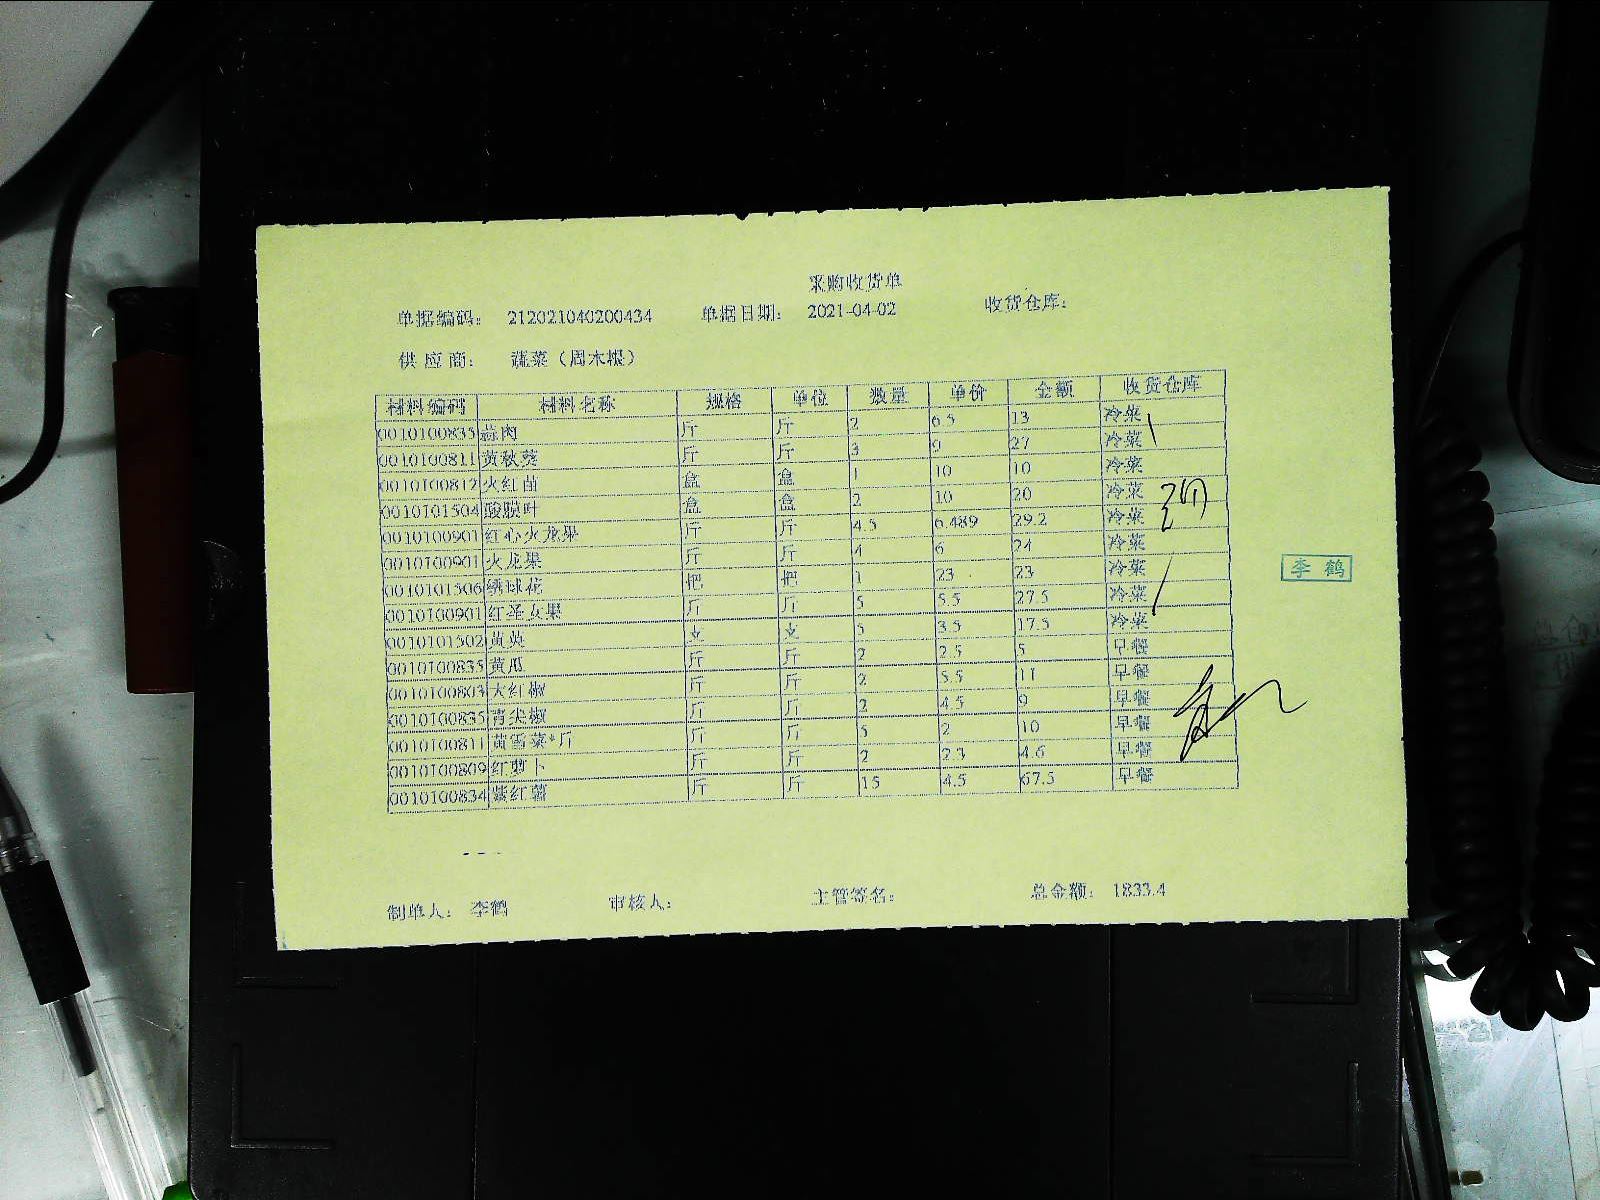 采购收货单
单据编码： 212021040200434 单据日期： 2021-04-02 收货仓库：
供应商： 蔬菜（周木根）
材料编码 材料名称 规格 单位 数量 单价 金额 收货仓库
0010100835 蒜肉 斤 斤 2 6.5 13 冷菜
0010100811 黄秋葵 斤 斤 3 9 27 冷菜
0010100812 火红苗 盒 盒 1 10 10 冷菜
0010101504 酸膜叶 盒 盒 2 10 20 冷菜
0010100901 红心火龙果 斤 斤 4.5 6.489 29.2 冷菜
0010100901 火龙果 斤 斤 4 6 24 冷菜
0010101506 绣球花 把 把 1 23 23 冷菜
0010100901 红圣女果 斤 斤 5 5.5 27.5 冷菜
0010101502 黄英 支 支 5 3.5 17.5 冷菜
0010100835 黄瓜 斤 斤 2 2.5 5 早餐
0010100803 大红椒 斤 斤 2 5.5 11 早餐
0010100835 青尖椒 斤 斤 2 4.5 9 早餐
0010100811 黄雪菜*斤 斤 斤 5 2 10 早餐
0010100809 红萝卜 斤 斤 2 2.3 4.6 早餐
0010100834 紫红薯 斤 斤 15 4.5 67.5 早餐
李鹤
制单人： 李鹤 审核人： 主管签名： 总金额： 1833.4